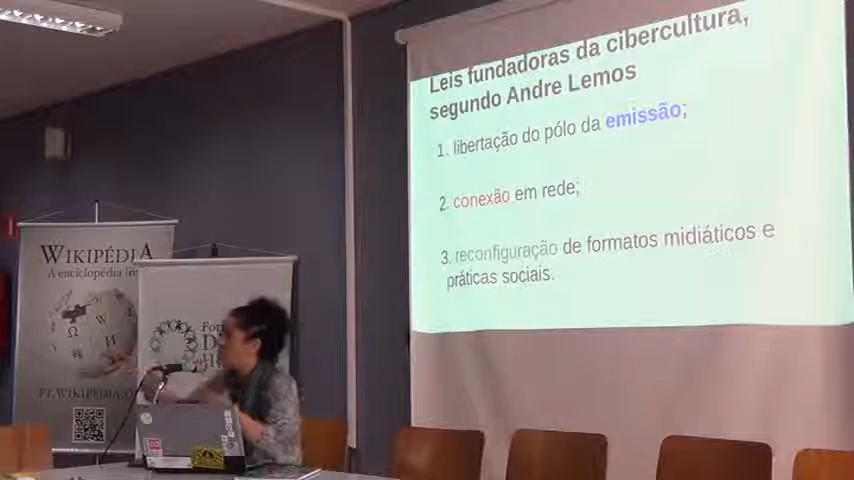 Leis fundadoras da cibercultura,
segundo Andre Lemos
1. libertação do pólo da emissão;
2. conexão em rede;
3. reconfiguração de formatos midiáticos e
práticas sociais.
WIKIPÉDIA
A enciclopédia